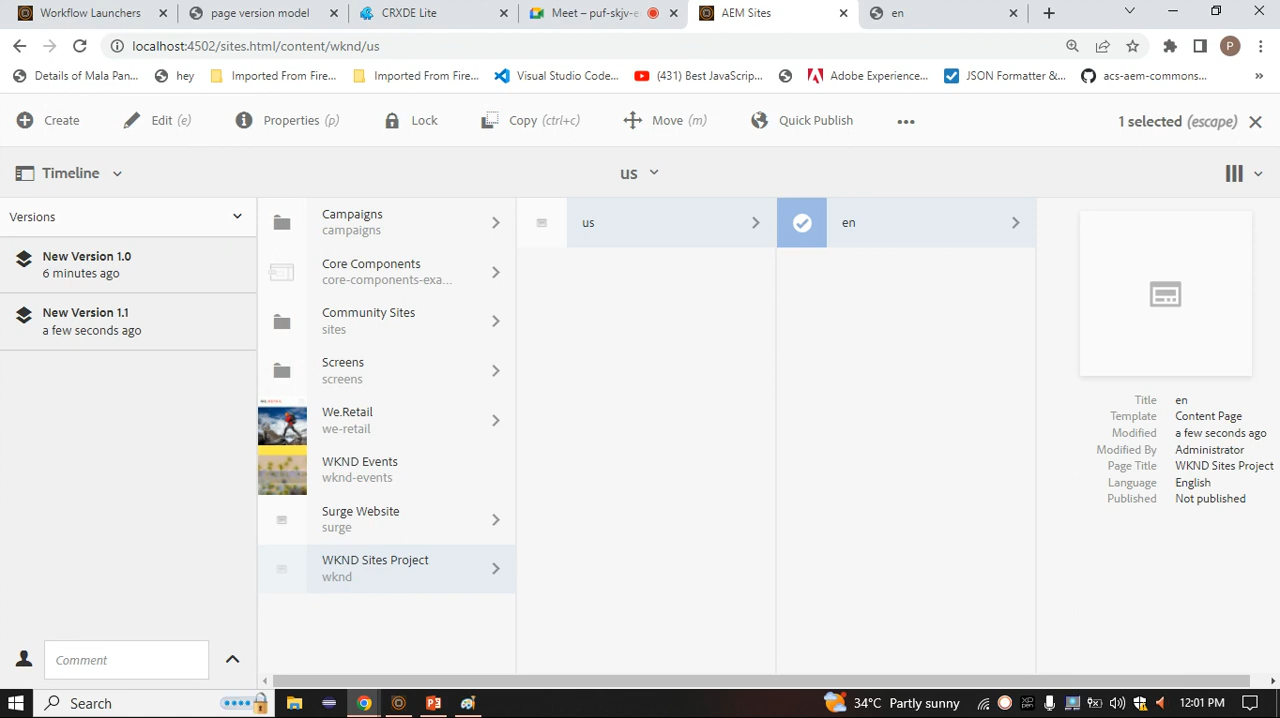 Workflow Launchers
page version model
CRXDE Lite
Meet – puf-skjv-e
AEM Sites
en
localhost:4502/sites.html/content/wknd/us
P
Details of Mala Pan...
hey
Imported From Fire...
Imported From Fire...
Visual Studio Code...
(431) Best JavaScrip...
Adobe Experience...
JSON Formatter &...
acs-aem-commons...
»
Create
Edit (e)
Properties (p)
Lock
Copy (ctrl+c)
Move (m)
Quick Publish
1 selected (escape)
Timeline
us
Versions
New Version 1.0
6 minutes ago
New Version 1.1
a few seconds ago
Campaigns
campaigns
Core Components
core-components-exa...
Community Sites
sites
Screens
screens
We.Retail
we-retail
WKND Events
wknd-events
Surge Website
surge
WKND Sites Project
wknd
us
en
Title en
Template Content Page
Modified a few seconds ago
Modified By Administrator
Page Title WKND Sites Project
Language English
Published Not published
Comment
Search
34°C Partly sunny
12:01 PM